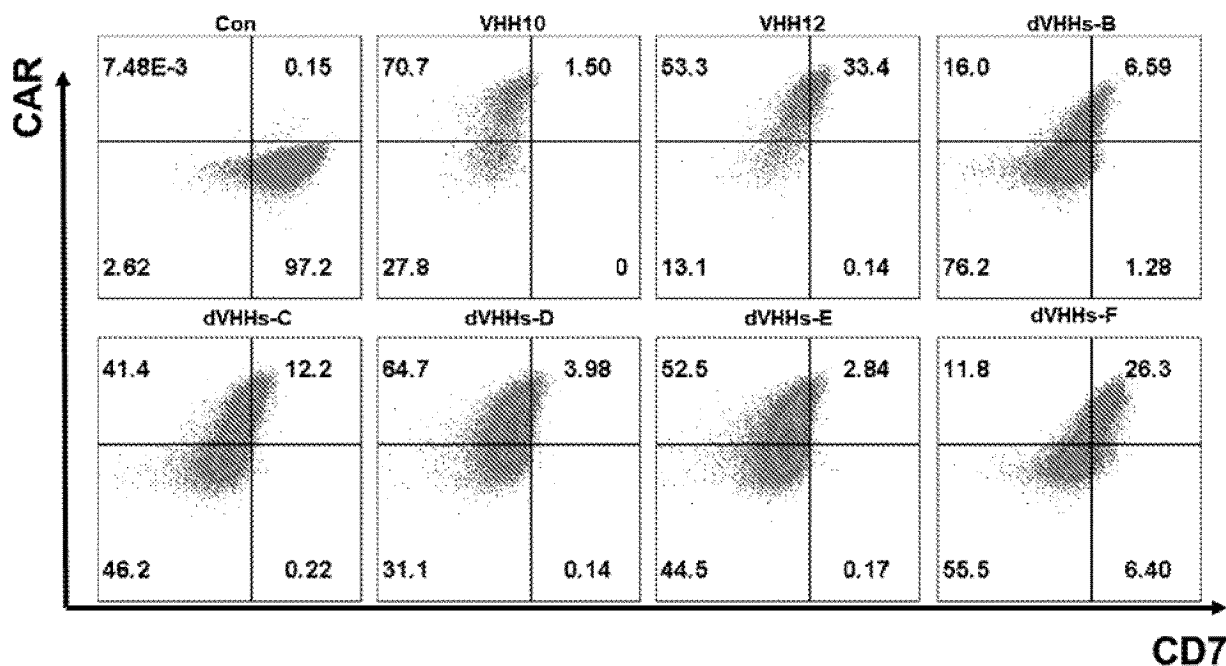 Con VHH10 VHH12 dVHHs-B
7.48E-3 0.15 70.7 1.50 53.3 33.4 16.0 6.59
CAR
2.62 97.2 27.8 0 13.1 0.14 76.2 1.28
dVHHs-C dVHHs-D dVHHs-E dVHHs-F
41.4 12.2 64.7 3.98 52.5 2.84 11.8 26.3
46.2 0.22 31.1 0.14 44.5 0.17 55.5 6.40
CD7